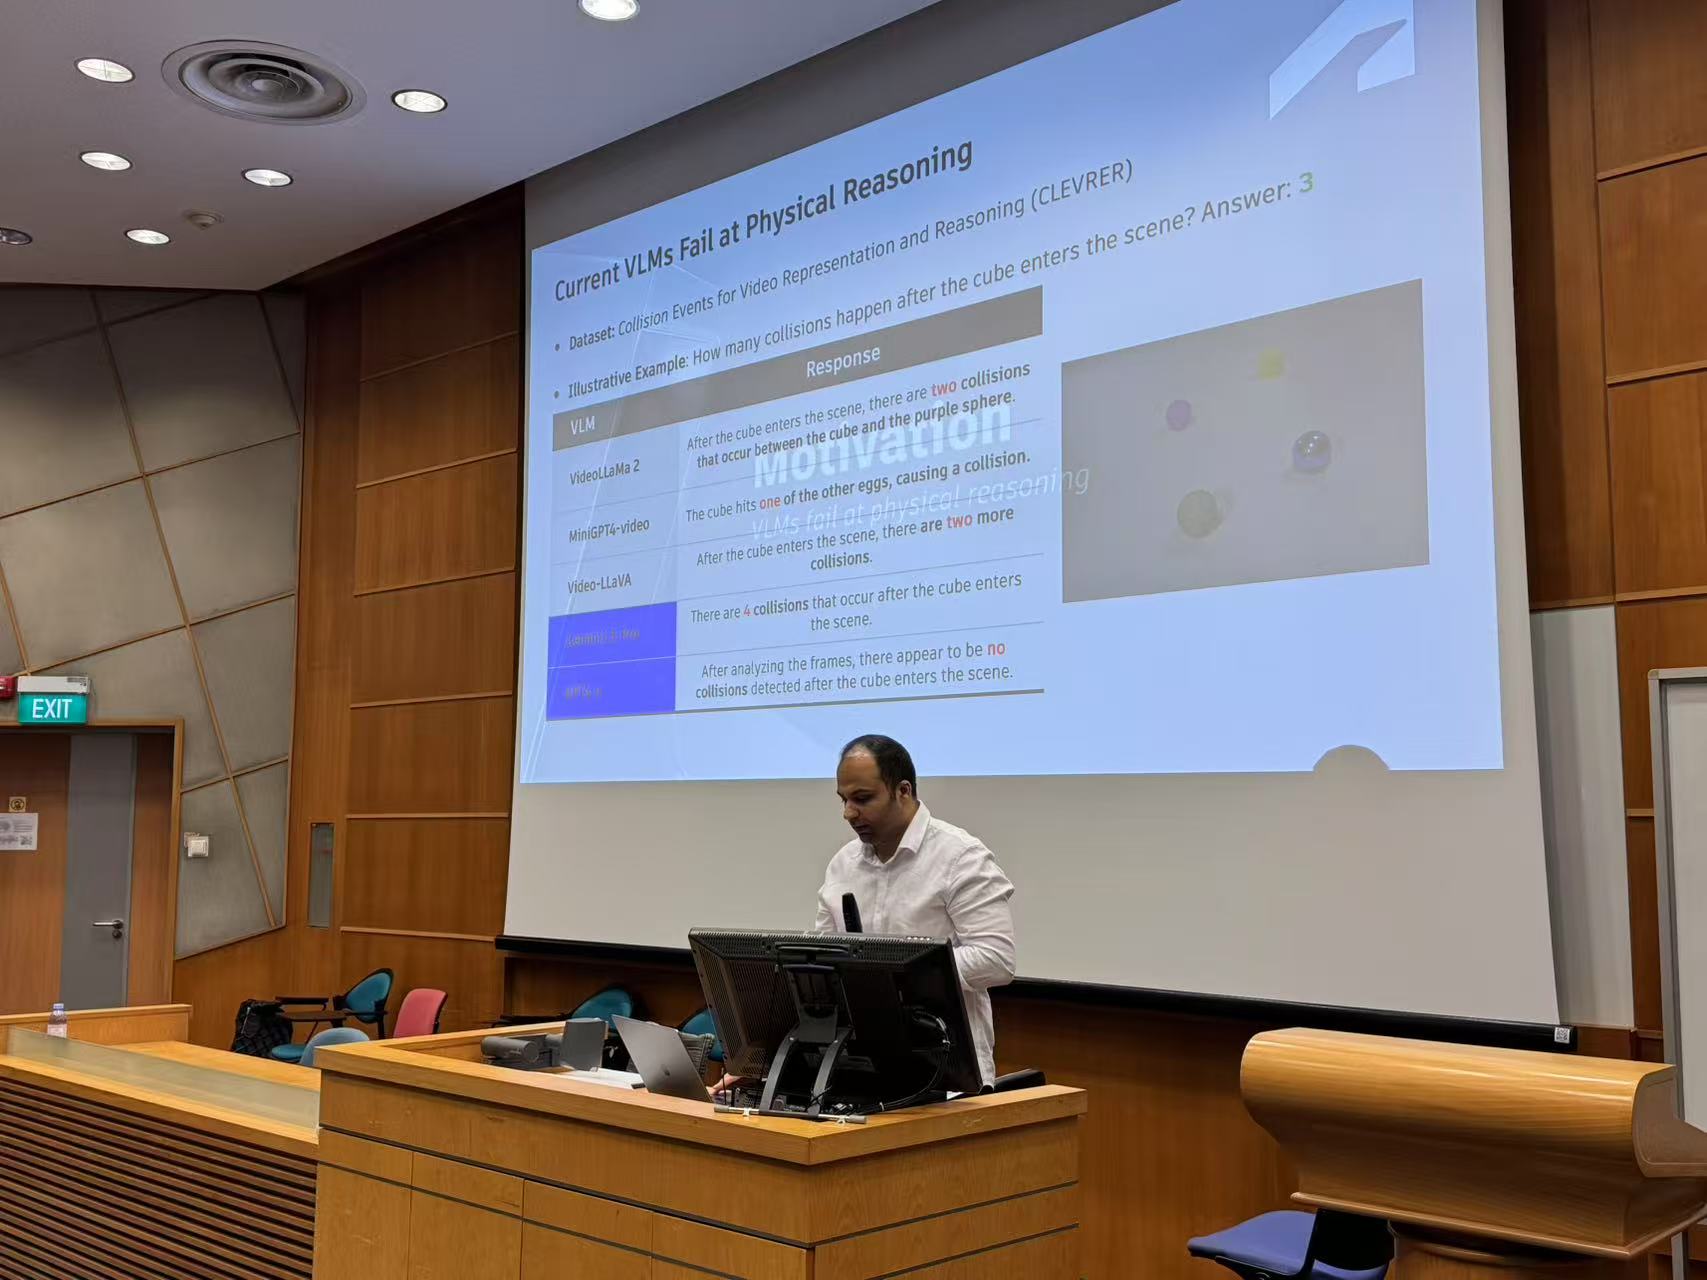 Current VLMs Fail at Physical Reasoning
• Dataset: Collision Events for Video Representation and Reasoning (CLEVRER)
• Illustrative Example: How many collisions happen after the cube enters the scene? Answer: 3
VLM
Response
VideoLLaMa 2
After the cube enters the scene, there are two collisions
that occur between the cube and the purple sphere.
Motivation
MiniGPT4-video
The cube hits one of the other eggs, causing a collision.
VLMs fail at physical reasoning
Video-LLaVA
After the cube enters the scene, there are two more
collisions.
There are 4 collisions that occur after the cube enters
the scene.
After analyzing the frames, there appear to be no
collisions detected after the cube enters the scene.
EXIT